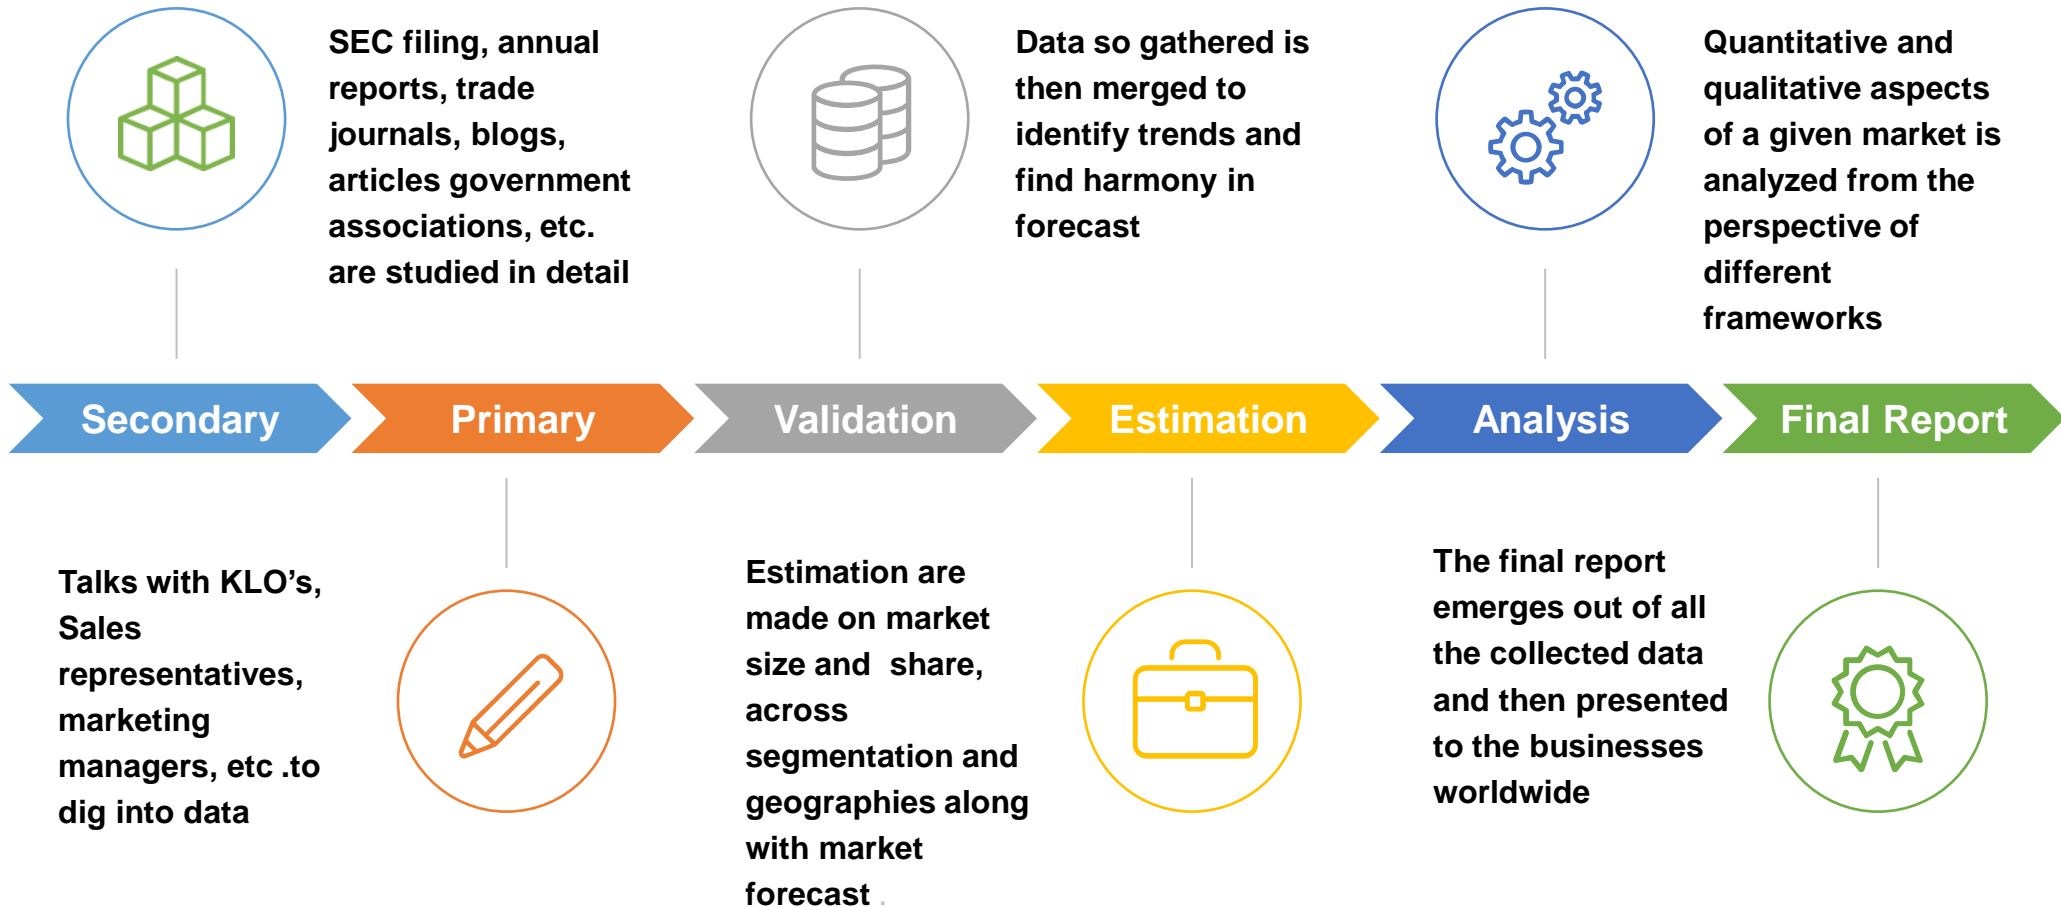 SEC filing, annual
reports, trade
journals, blogs,
articles government
associations, etc.
are studied in detail
Data so gathered is
then merged to
identify trends and
find harmony in
forecast
Quantitative and
qualitative aspects
of a given market is
analyzed from the
perspective of
different
frameworks
Secondary
Primary
Validation
Estimation
Analysis
Final Report
Talks with KLO’s,
Sales
representatives,
marketing
managers, etc .to
dig into data
Estimation are
made on market
size and  share,
across
segmentation and
geographies along
with market
forecast .
The final report
emerges out of all
the collected data
and then presented
to the businesses
worldwide